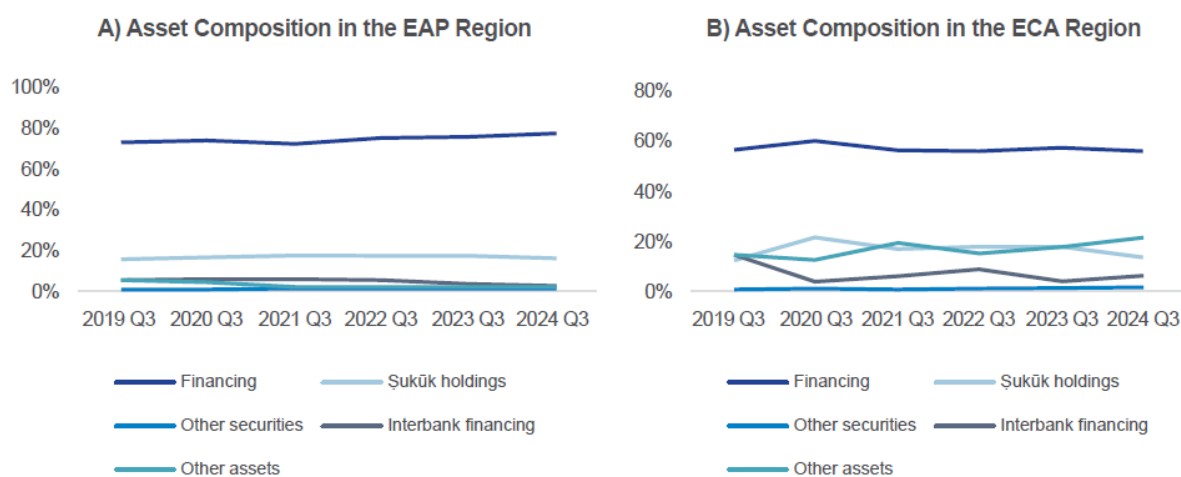 A) Asset Composition in the EAP Region
100%
80%
60%
40%
20%
0%
2019 Q3 2020 Q3 2021 Q3 2022 Q3 2023 Q3 2024 Q3
Financing Ṣukūk holdings
Other securities Interbank financing
Other assets
B) Asset Composition in the ECA Region
80%
60%
40%
20%
0%
2019 Q3 2020 Q3 2021 Q3 2022 Q3 2023 Q3 2024 Q3
Financing Ṣukūk holdings
Other securities Interbank financing
Other assets